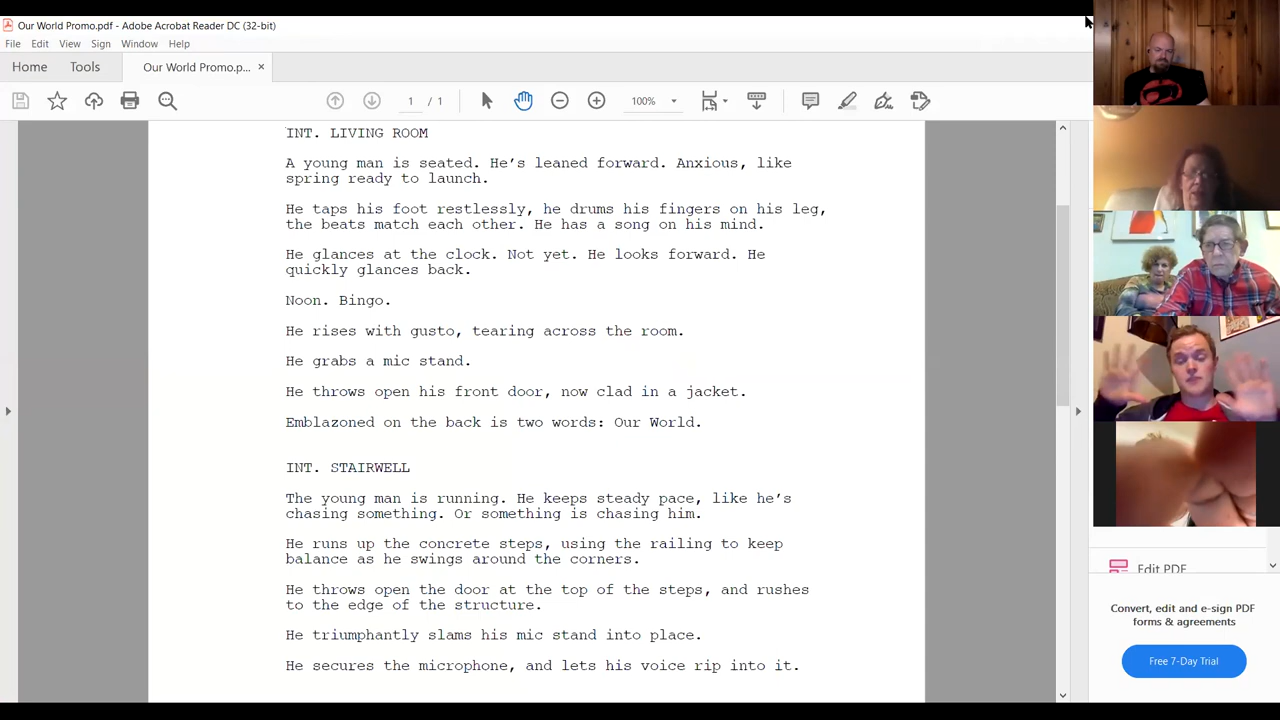 Our World Promo.pdf - Adobe Acrobat Reader DC (32-bit)
File Edit View Sign Window Help
Home Tools Our World Promo.p... ×
1 / 1 100%
INT. LIVING ROOM
A young man is seated. He's leaned forward. Anxious, like
spring ready to launch.
He taps his foot restlessly, he drums his fingers on his leg,
the beats match each other. He has a song on his mind.
He glances at the clock. Not yet. He looks forward. He
quickly glances back.
Noon. Bingo.
He rises with gusto, tearing across the room.
He grabs a mic stand.
He throws open his front door, now clad in a jacket.
Emblazoned on the back is two words: Our World.
INT. STAIRWELL
The young man is running. He keeps steady pace, like he's
chasing something. Or something is chasing him.
He runs up the concrete steps, using the railing to keep
balance as he swings around the corners.
He throws open the door at the top of the steps, and rushes
to the edge of the structure.
He triumphantly slams his mic stand into place.
He secures the microphone, and lets his voice rip into it.
Edit PDF
Convert, edit and e-sign PDF
forms & agreements
Free 7-Day Trial